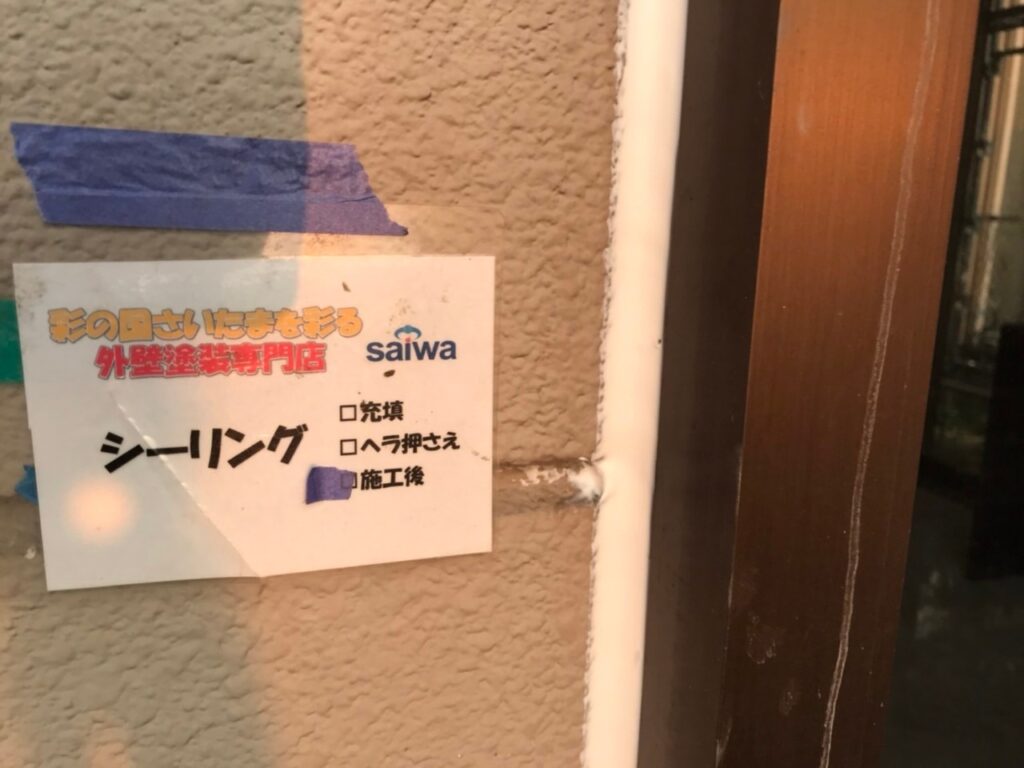 彩の国さいたまを彩る
外壁塗装専門店
saiwa
シーリング
□充填
□ヘラ押さえ
□施工後